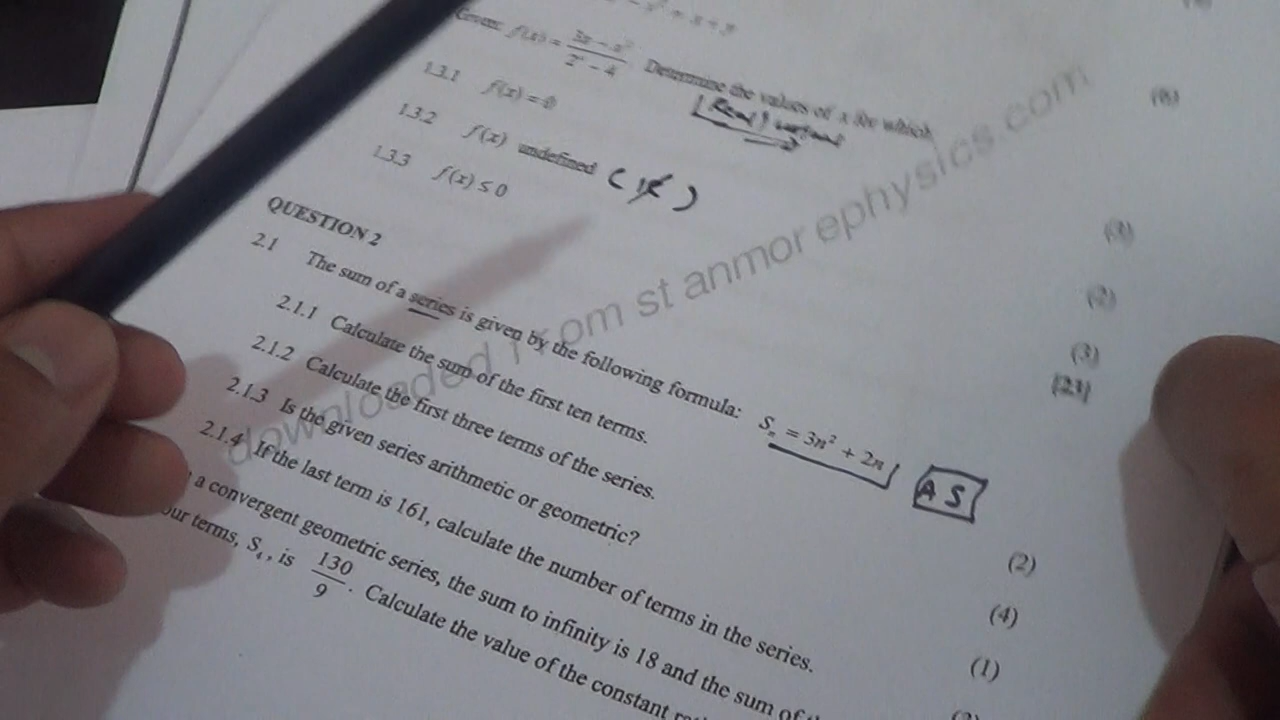 Given: f(x) = (3x − x²)/(2ˣ − 4) Determine the values of x for which
1.3.1 f(x) = 0
1.3.2 f(x) undefined
1.3.3 f(x) ≤ 0
(3)
(2)
(3)
[23]
QUESTION 2
2.1 The sum of a series is given by the following formula: Sₙ = 3n² + 2n A S
2.1.1 Calculate the sum of the first ten terms. (2)
2.1.2 Calculate the first three terms of the series. (4)
2.1.3 Is the given series arithmetic or geometric? (1)
2.1.4 If the last term is 161, calculate the number of terms in the series.
a convergent geometric series, the sum to infinity is 18 and the sum of
our terms, S₄, is 130/9. Calculate the value of the constant
downloaded from stanmorephysics.com